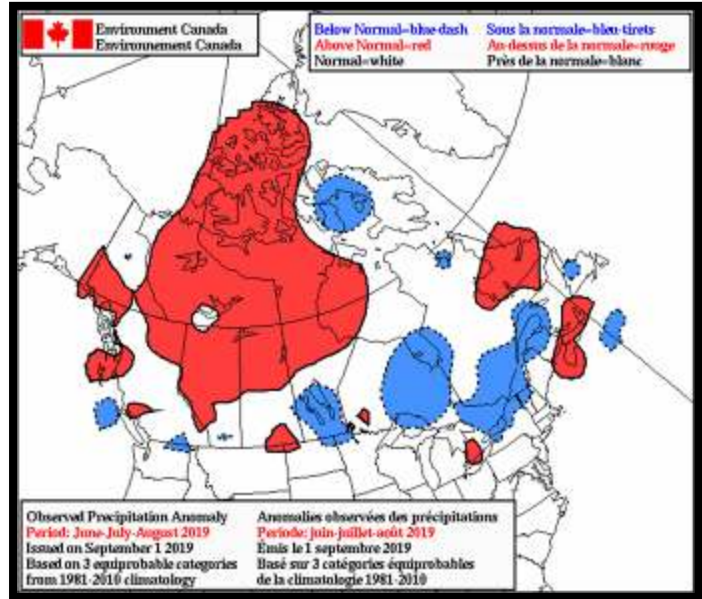 Environment Canada
Environnement Canada
Below Normal=blue-dash
Above Normal=red
Normal=white
Sous la normale=bleu-tirets
Au-dessus de la normale=rouge
Près de la normale=blanc
Observed Precipitation Anomaly
Period: June-July-August 2019
Issued on September 1 2019
Based on 3 equiprobable categories
from 1981-2010 climatology
Anomalies observées des précipitations
Période: juin-juillet-août 2019
Émis le 1 septembre 2019
Basé sur 3 catégories équiprobables
de la climatologie 1981-2010